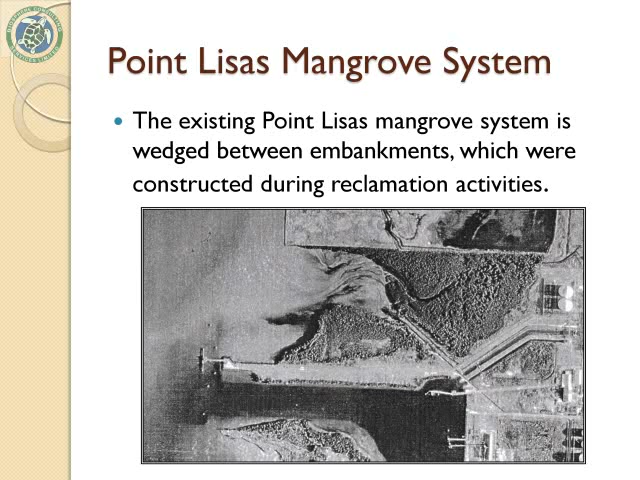 Point Lisas Mangrove System
• The existing Point Lisas mangrove system is
wedged between embankments, which were
constructed during reclamation activities.